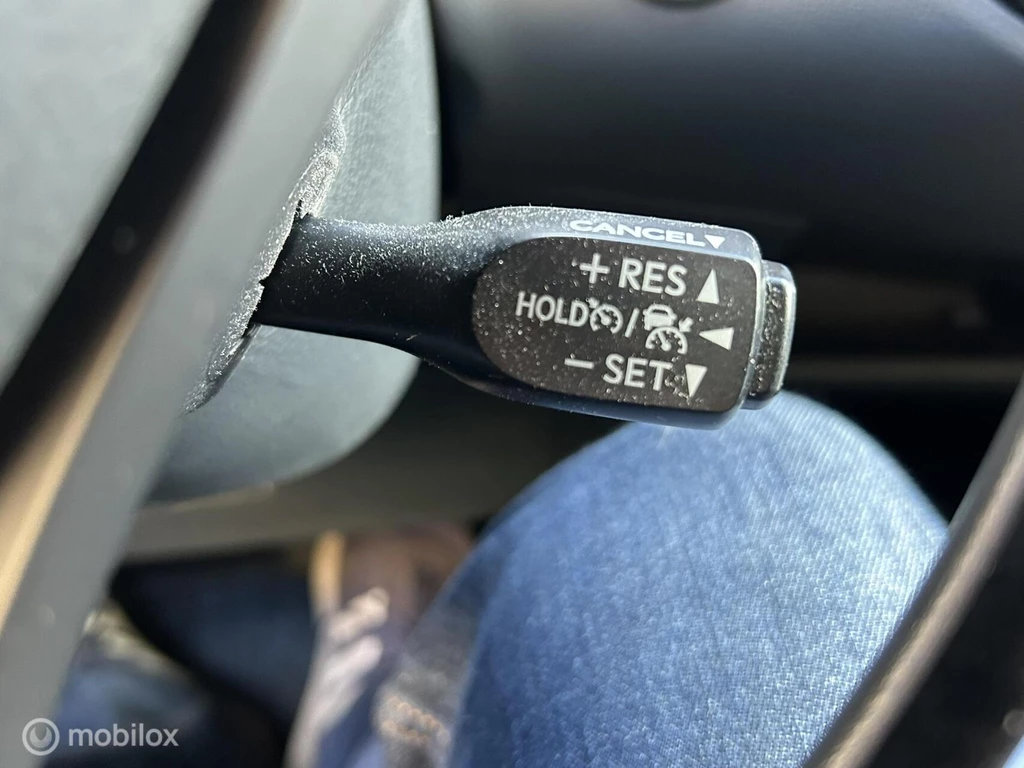 CANCEL▼
+ RES ▲
HOLD / ◀
− SET ▼
mobilox